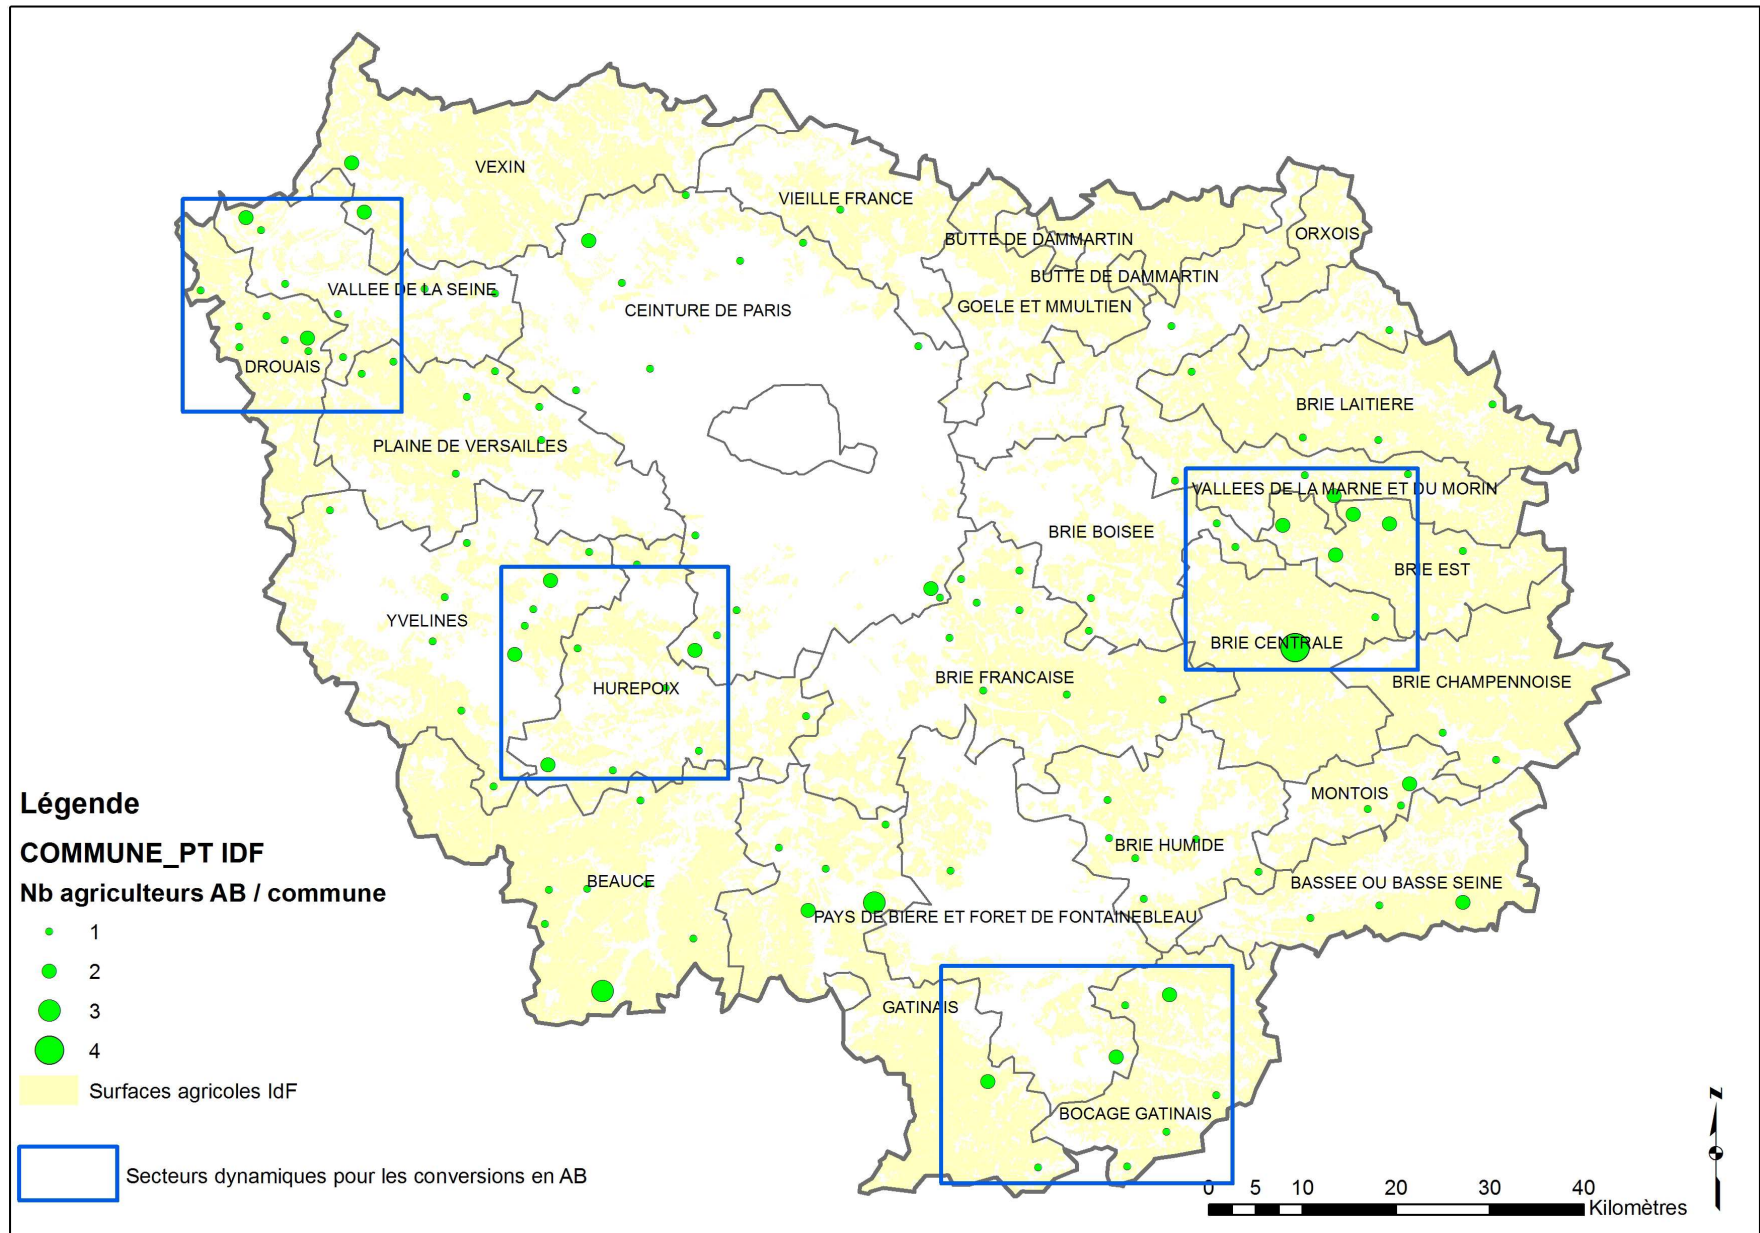 VEXIN
VIEILLE FRANCE
ORXOIS
BUTTE DE DAMMARTIN
BUTTE DE DAMMARTIN
VALLEE DE LA SEINE
GOELE ET MMULTIEN
CEINTURE DE PARIS
DROUAIS
BRIE LAITIERE
PLAINE DE VERSAILLES
VALLEES DE LA MARNE ET DU MORIN
BRIE BOISEE
BRIE EST
YVELINES
BRIE CENTRALE
BRIE FRANCAISE
BRIE CHAMPENNOISE
HUREPOIX
MONTOIS
BRIE HUMIDE
BEAUCE
BASSEE OU BASSE SEINE
PAYS DE BIERE ET FORET DE FONTAINEBLEAU
GATINAIS
BOCAGE GATINAIS
Légende
COMMUNE_PT IDF
Nb agriculteurs AB / commune
1
2
3
4
Surfaces agricoles IdF
Secteurs dynamiques pour les conversions en AB
N
0 5 10 20 30 40
Kilomètres